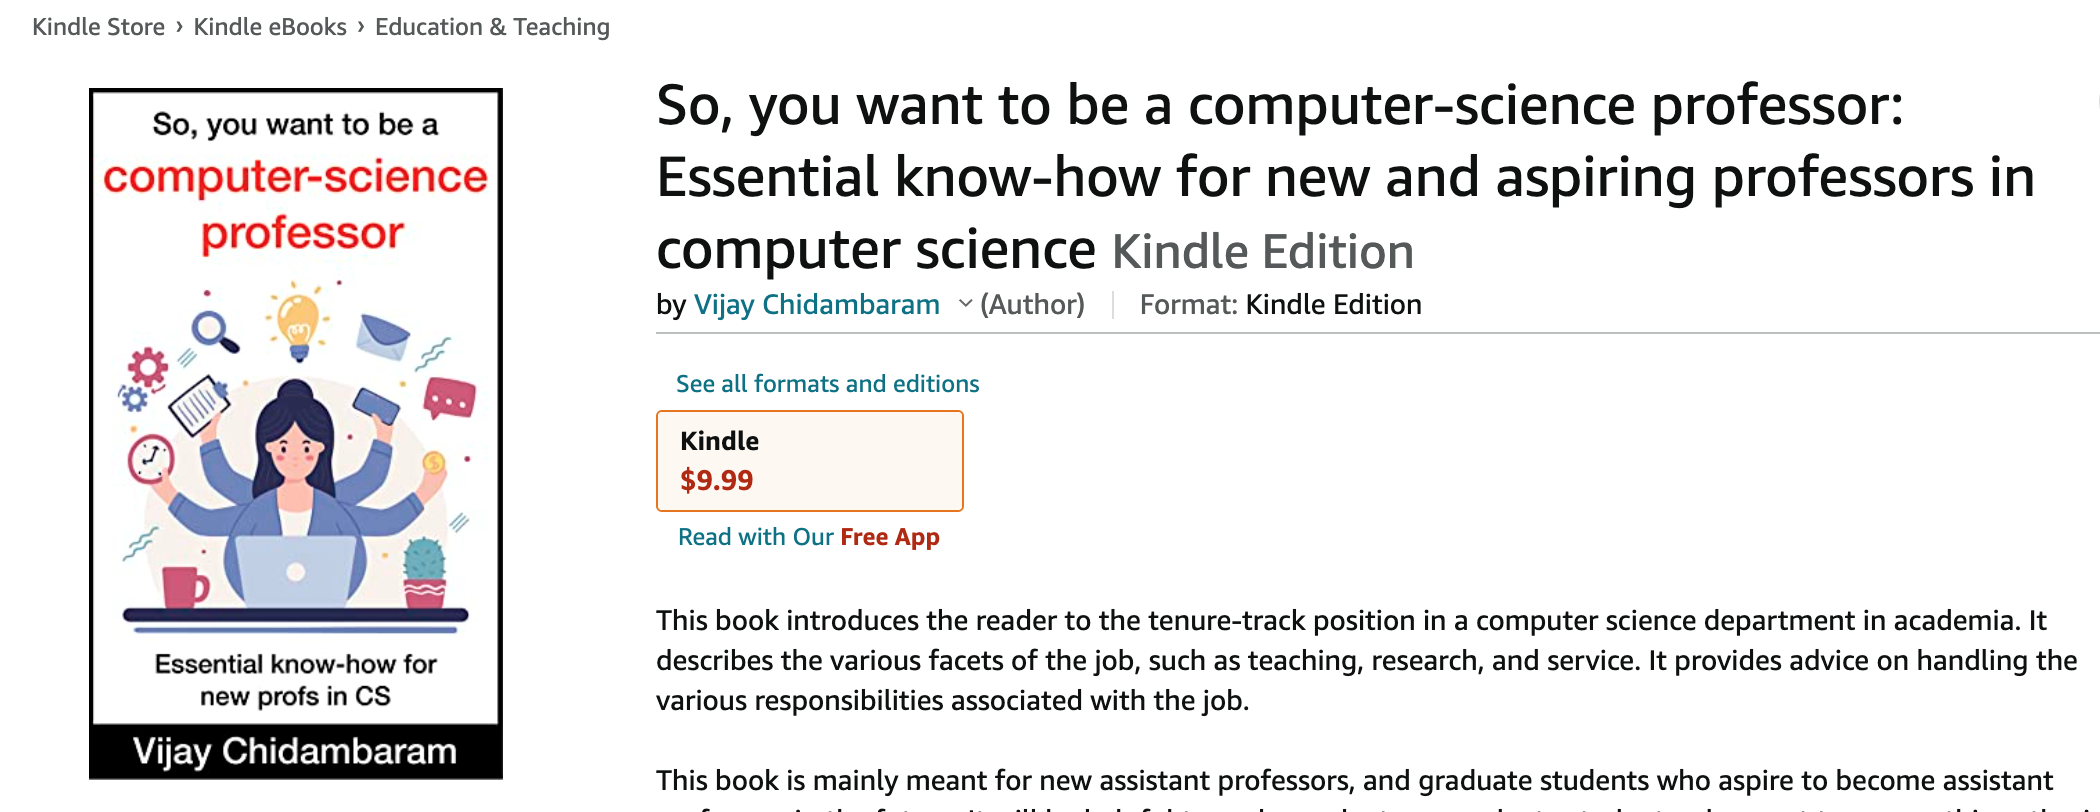 Kindle Store › Kindle eBooks › Education & Teaching
So, you want to be a
computer-science
professor
Essential know-how for
new profs in CS
Vijay Chidambaram
So, you want to be a computer-science professor:
Essential know-how for new and aspiring professors in
computer science Kindle Edition
by Vijay Chidambaram (Author) Format: Kindle Edition
See all formats and editions
Kindle
$9.99
Read with Our Free App
This book introduces the reader to the tenure-track position in a computer science department in academia. It
describes the various facets of the job, such as teaching, research, and service. It provides advice on handling the
various responsibilities associated with the job.
This book is mainly meant for new assistant professors, and graduate students who aspire to become assistant